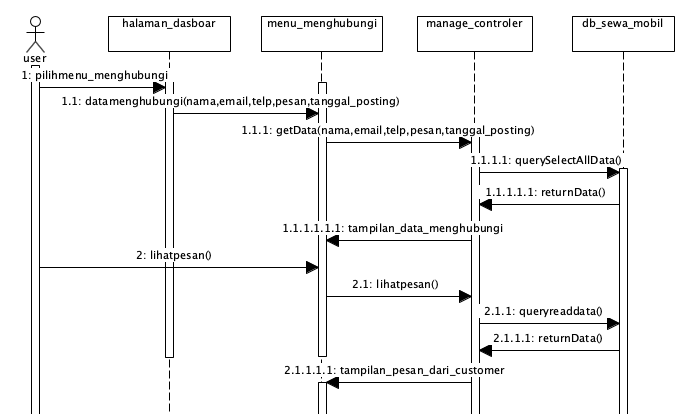 halaman_dasboar
menu_menghubungi
manage_controler
db_sewa_mobil
user
1: pilihmenu_menghubungi
1.1: datamenghubungi(nama,email,telp,pesan,tanggal_posting)
1.1.1: getData(nama,email,telp,pesan,tanggal_posting)
1.1.1.1: querySelectAllData()
1.1.1.1.1: returnData()
1.1.1.1.1.1: tampilan_data_menghubungi
2: lihatpesan()
2.1: lihatpesan()
2.1.1: queryreaddata()
2.1.1.1: returnData()
2.1.1.1.1: tampilan_pesan_dari_customer